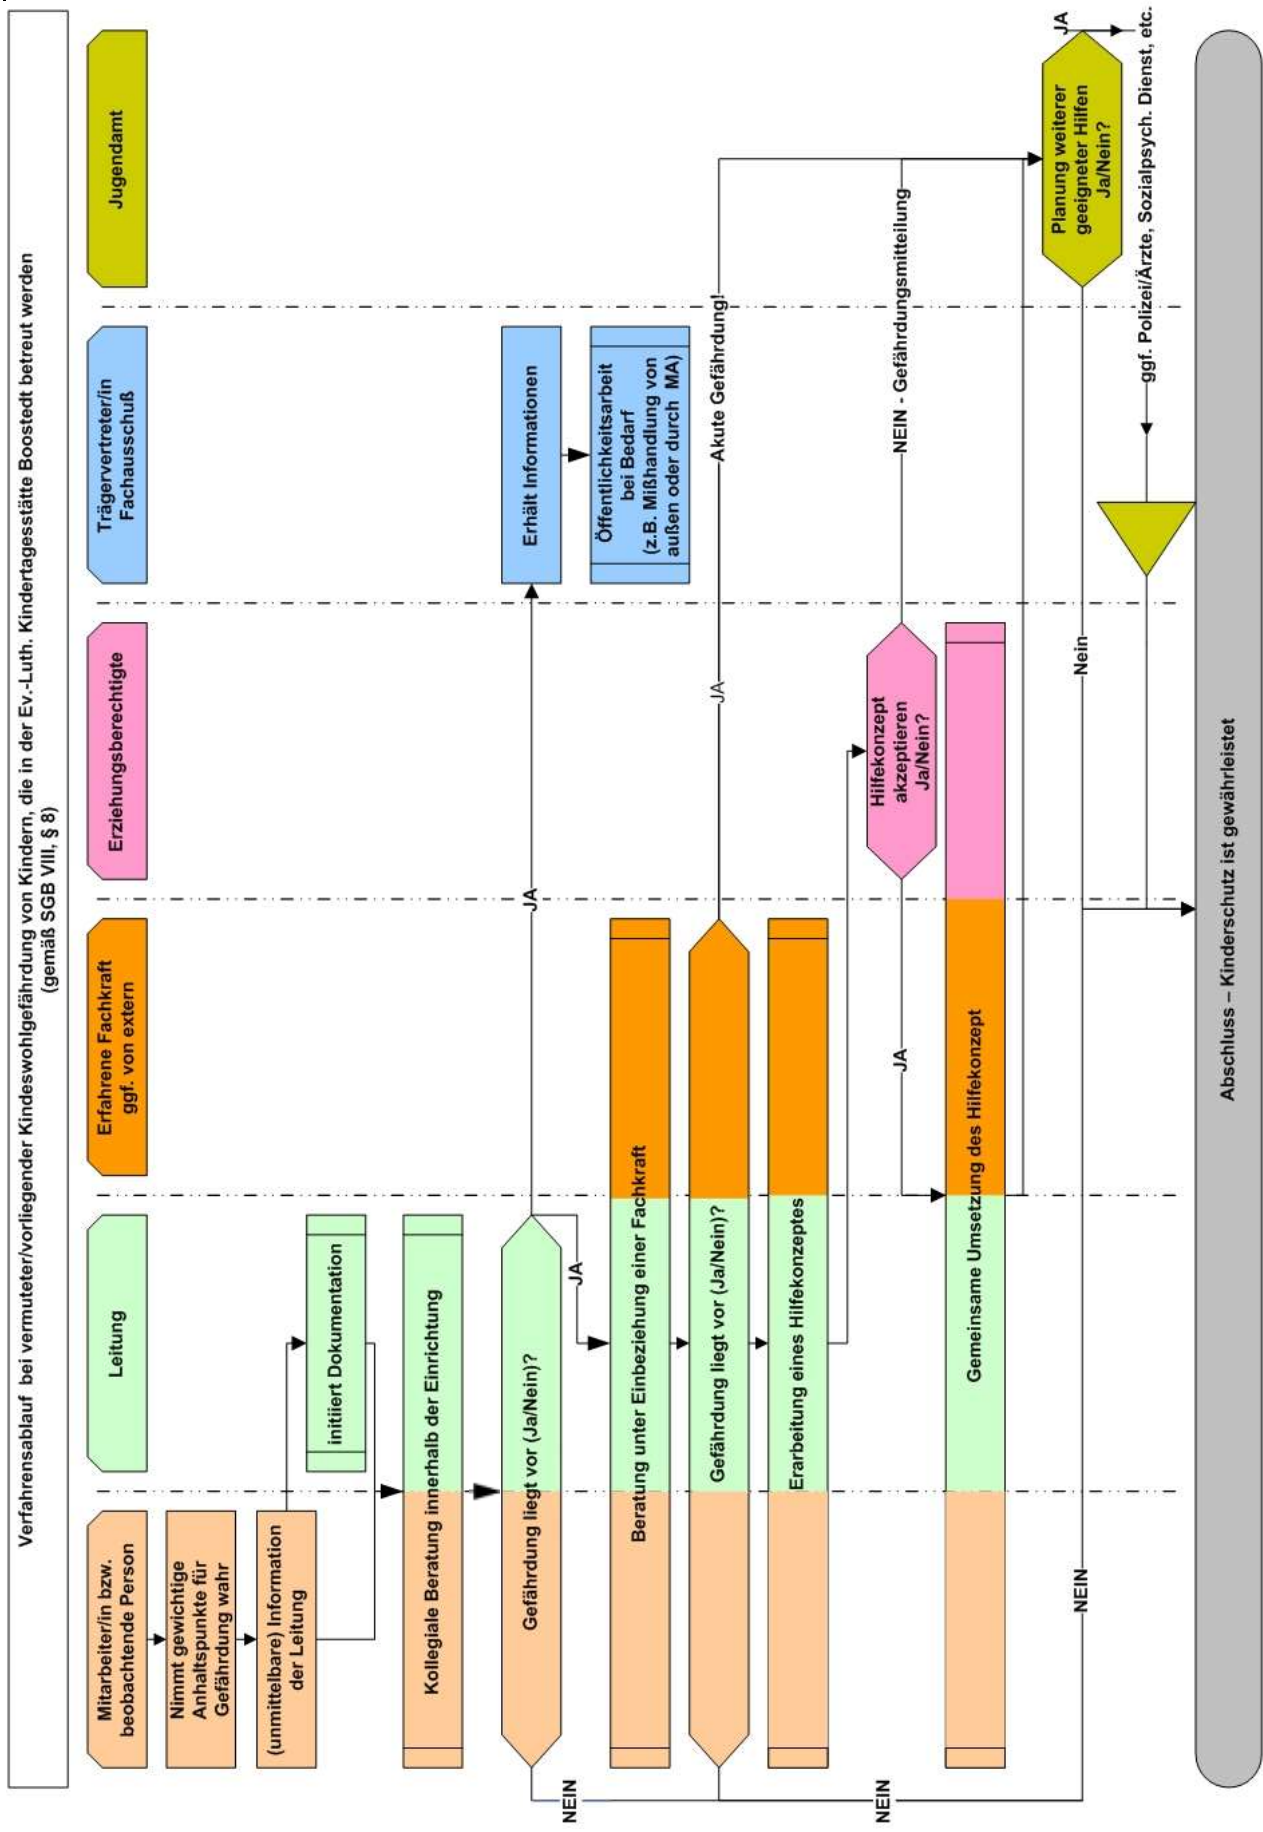 Verfahrensablauf bei vermuteter/vorliegender Kindeswohlgefährdung von Kindern, die in der Ev.-Luth. Kindertagesstätte Boostedt betreut werden
(gemäß SGB VIII, § 8)
Mitarbeiter/in bzw.
beobachtende Person
Leitung
Erfahrene Fachkraft
ggf. von extern
Erziehungsberechtigte
Trägervertreter/in
Fachausschuß
Jugendamt
Nimmt gewichtige
Anhaltspunkte für
Gefährdung wahr
(unmittelbare) Information
der Leitung
initiiert Dokumentation
Kollegiale Beratung innerhalb der Einrichtung
Gefährdung liegt vor (Ja/Nein)?
JA
Erhält Informationen
NEIN
JA
Öffentlichkeitsarbeit
bei Bedarf
(z.B. Mißhandlung von
außen oder durch MA)
Beratung unter Einbeziehung einer Fachkraft
Gefährdung liegt vor (Ja/Nein)?
JA
Akute Gefährdung!
Erarbeitung eines Hilfekonzeptes
NEIN
Hilfekonzept
akzeptieren
Ja/Nein?
JA
NEIN - Gefährdungsmitteilung
Gemeinsame Umsetzung des Hilfekonzept
NEIN
Nein
Planung weiterer
geeigneter Hilfen
Ja/Nein?
JA
ggf. Polizei/Ärzte, Sozialpsych. Dienst, etc.
Abschluss – Kinderschutz ist gewährleistet